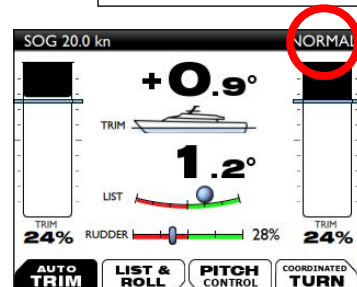 SOG 20.0 kn NORMAL
+0.9°
TRIM
1.2°
LIST
TRIM
24%
RUDDER 28%
TRIM
24%
AUTO
TRIM
LIST &
ROLL
PITCH
CONTROL
COORDINATED
TURN